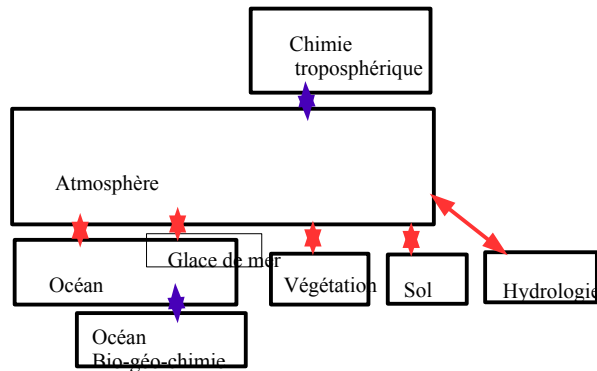 Chimie
troposphérique
Atmosphère
Glace de mer
Océan
Végétation
Sol
Hydrologie
Océan
Bio-géo-chimie